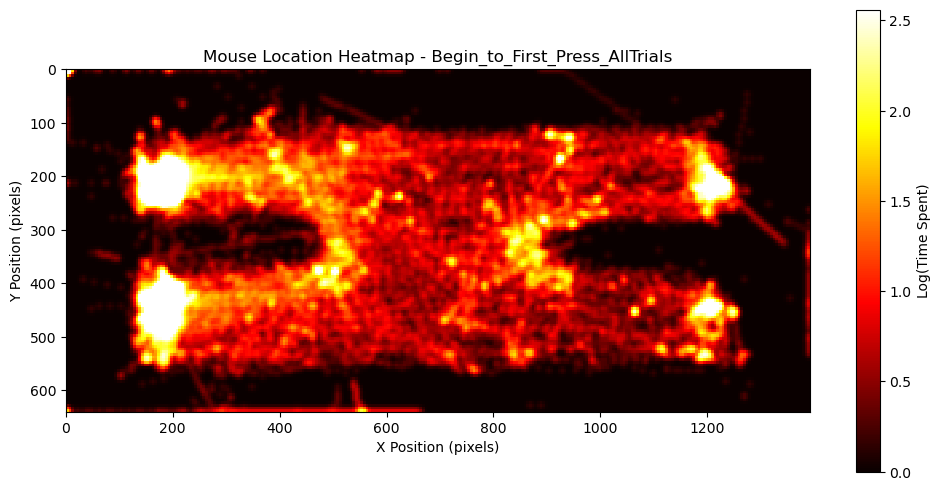 Mouse Location Heatmap - Begin_to_First_Press_AllTrials
0
100
200
300
400
500
600
Y Position (pixels)
0 200 400 600 800 1000 1200
X Position (pixels)
2.5
2.0
1.5
1.0
0.5
0.0
Log(Time Spent)